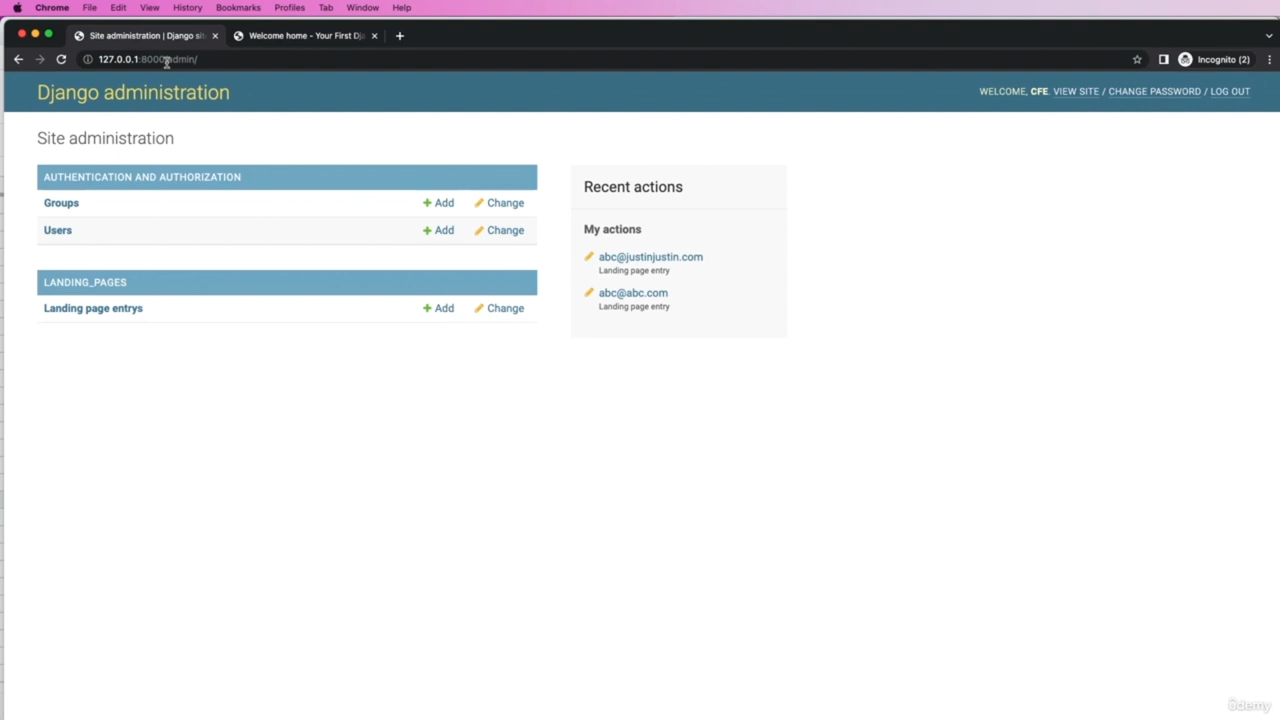 Chrome File Edit View History Bookmarks Profiles Tab Window Help
Site administration | Django sit
Welcome home - Your First Dj
127.0.0.1:8000/admin/
Incognito (2)
Django administration
WELCOME, CFE. VIEW SITE / CHANGE PASSWORD / LOG OUT
Site administration
AUTHENTICATION AND AUTHORIZATION
Groups Add Change
Users Add Change
LANDING_PAGES
Landing page entrys Add Change
Recent actions
My actions
abc@justinjustin.com
Landing page entry
abc@abc.com
Landing page entry
ûdemy